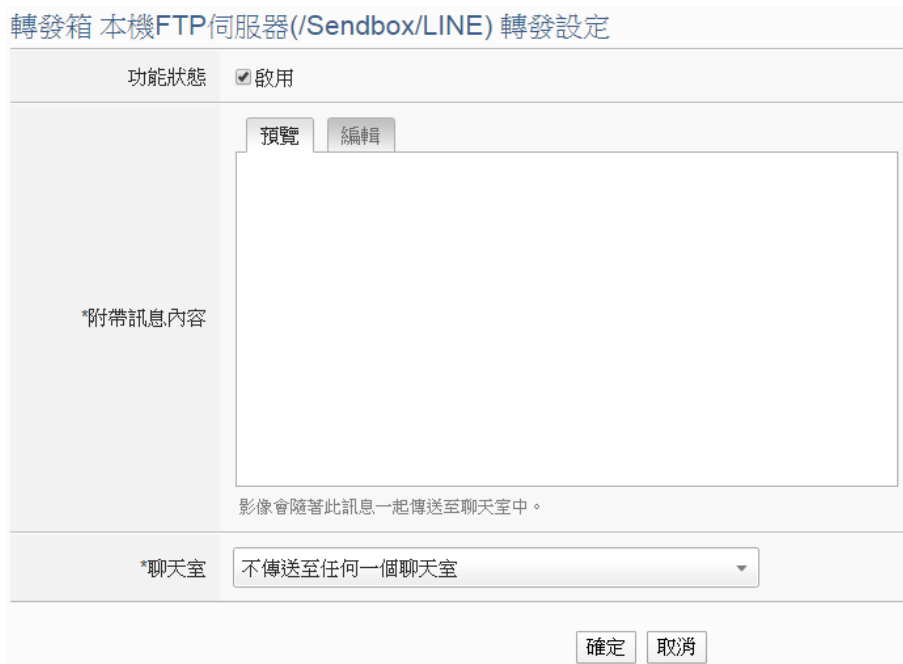 轉發箱 本機FTP伺服器(/Sendbox/LINE) 轉發設定
功能狀態 啟用
預覽 編輯
*附帶訊息內容
影像會隨著此訊息一起傳送至聊天室中。
*聊天室 不傳送至任何一個聊天室
確定 取消